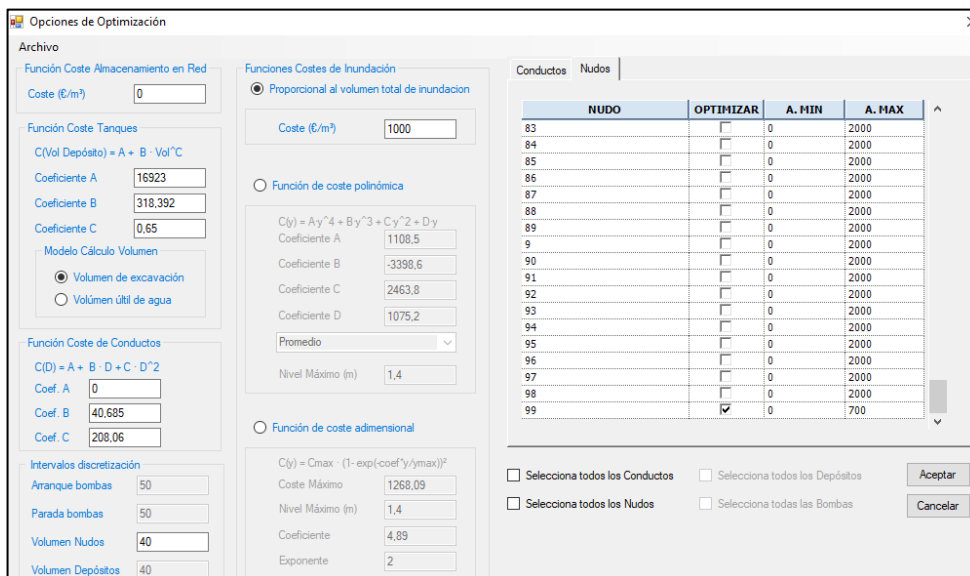 Opciones de Optimización
Archivo
Función Coste Almacenamiento en Red
Coste (€/m³) 0
Función Coste Tanques
C(Vol Depósito) = A + B · Vol^C
Coeficiente A 16923
Coeficiente B 318,392
Coeficiente C 0,65
Modelo Cálculo Volumen
Volumen de excavación
Volúmen últil de agua
Función Coste de Conductos
C(D) = A + B · D + C · D^2
Coef. A 0
Coef. B 40,685
Coef. C 208,06
Intervalos discretización
Arranque bombas 50
Parada bombas 50
Volumen Nudos 40
Volumen Depósitos 40
Funciones Costes de Inundación
Proporcional al volumen total de inundacion
Coste (€/m³) 1000
Función de coste polinómica
C(y) = A·y^4 + B·y^3 + C·y^2 + D·y
Coeficiente A 1108,5
Coeficiente B -3398,6
Coeficiente C 2463,8
Coeficiente D 1075,2
Promedio
Nivel Máximo (m) 1,4
Función de coste adimensional
C(y) = Cmax · (1- exp(-coef*y/ymax))²
Coste Máximo 1268,09
Nivel Máximo (m) 1,4
Coeficiente 4,89
Exponente 2
Conductos Nudos
NUDO OPTIMIZAR A. MIN A. MAX
83 0 2000
84 0 2000
85 0 2000
86 0 2000
87 0 2000
88 0 2000
89 0 2000
9 0 2000
90 0 2000
91 0 2000
92 0 2000
93 0 2000
94 0 2000
95 0 2000
96 0 2000
97 0 2000
98 0 2000
99 0 700
Selecciona todos los Conductos Selecciona todos los Depósitos Aceptar
Selecciona todos los Nudos Selecciona todas las Bombas Cancelar